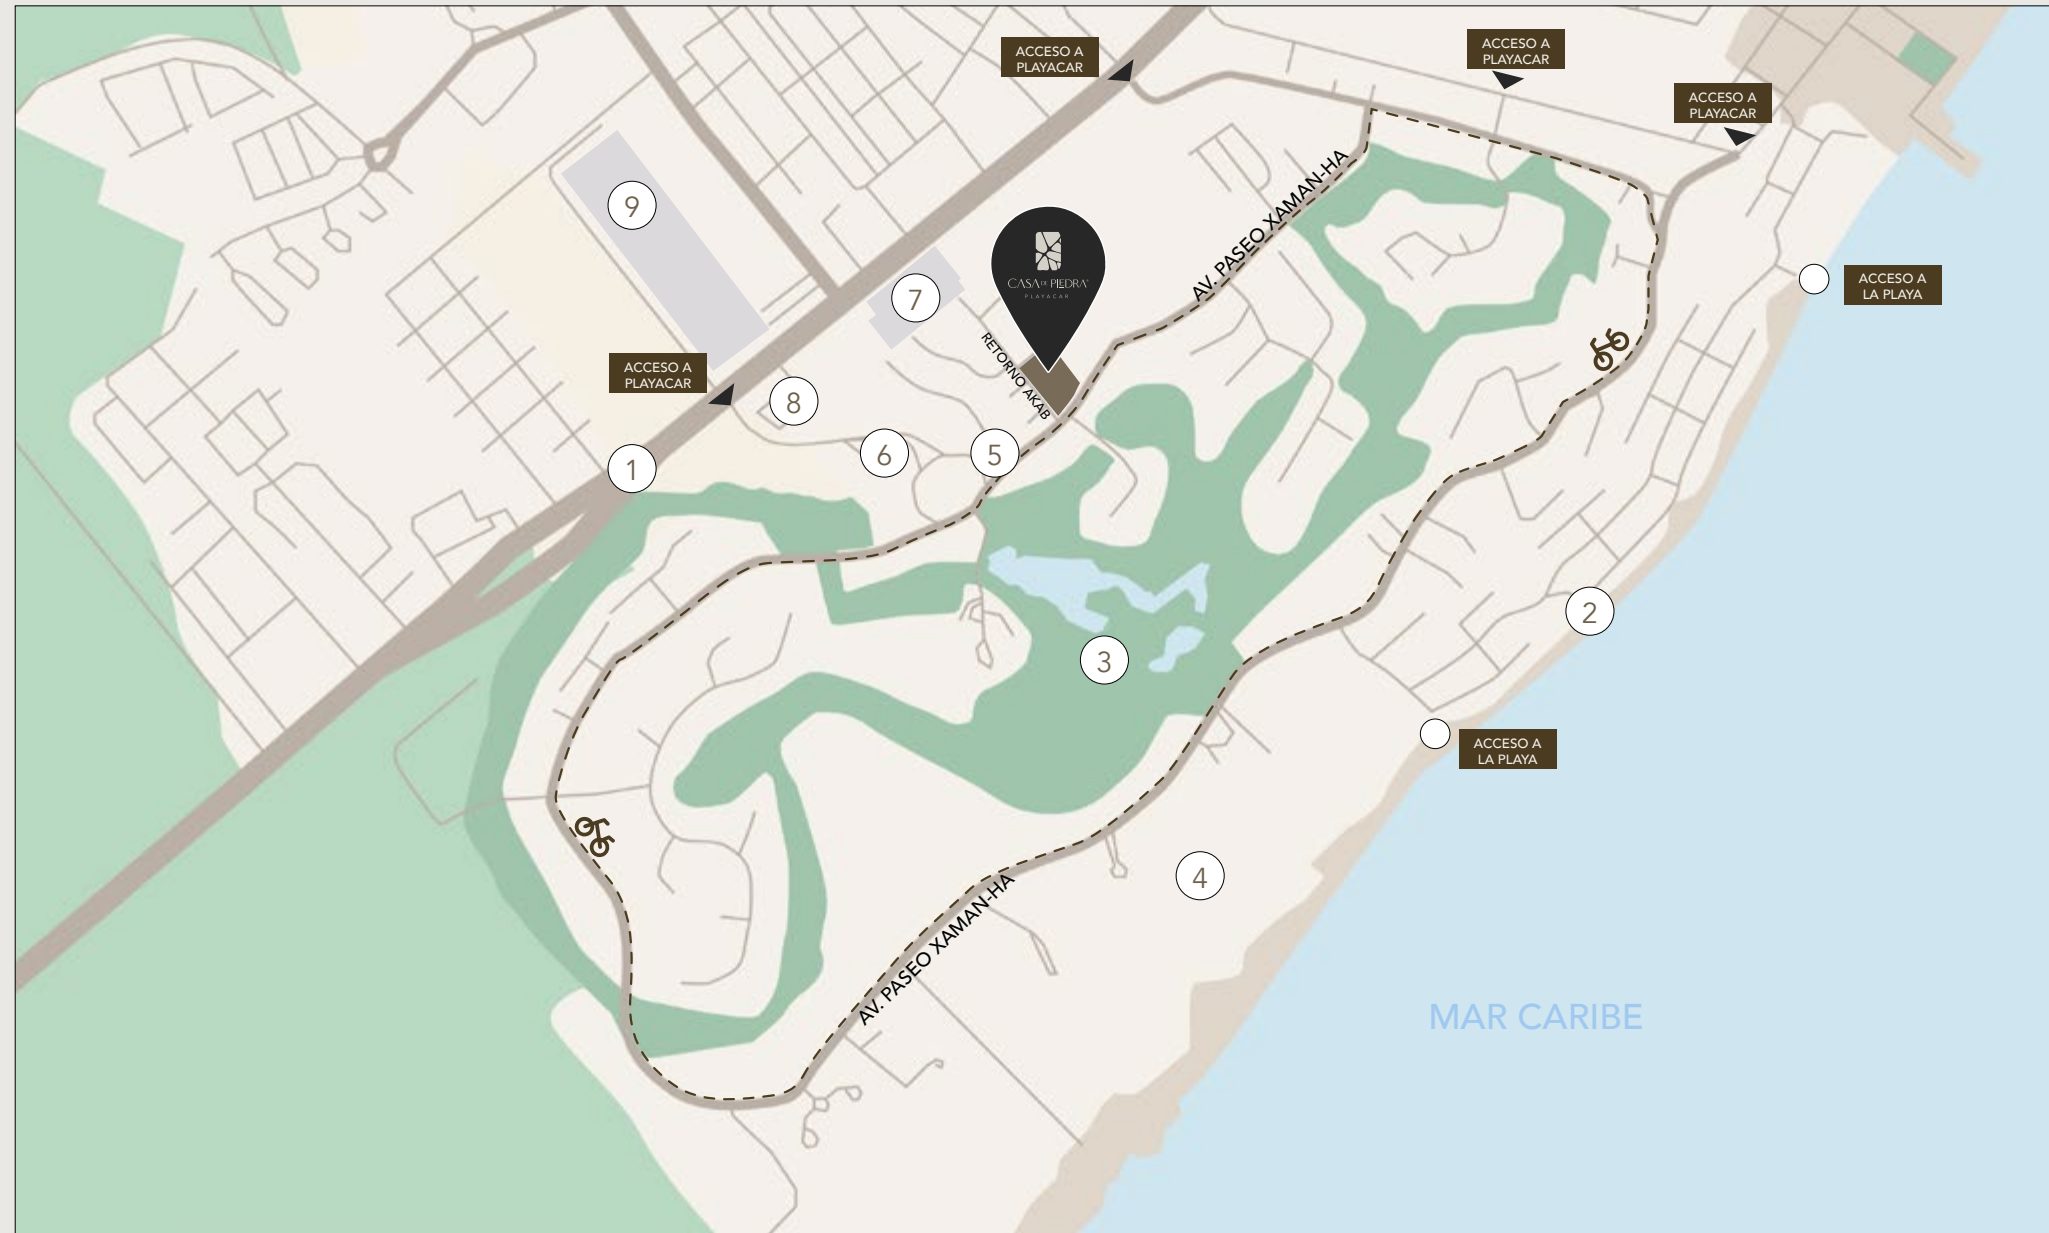 ACCESO A
PLAYACAR
ACCESO A
PLAYACAR
ACCESO A
PLAYACAR
AV. PASEO XAMAN-HA
9
CASA DE PIEDRA
PLAYACAR
7
ACCESO A
LA PLAYA
RETORNO AKAB
ACCESO A
PLAYACAR
8
6
5
1
2
3
ACCESO A
LA PLAYA
4
AV. PASEO XAMAN-HA
MAR CARIBE